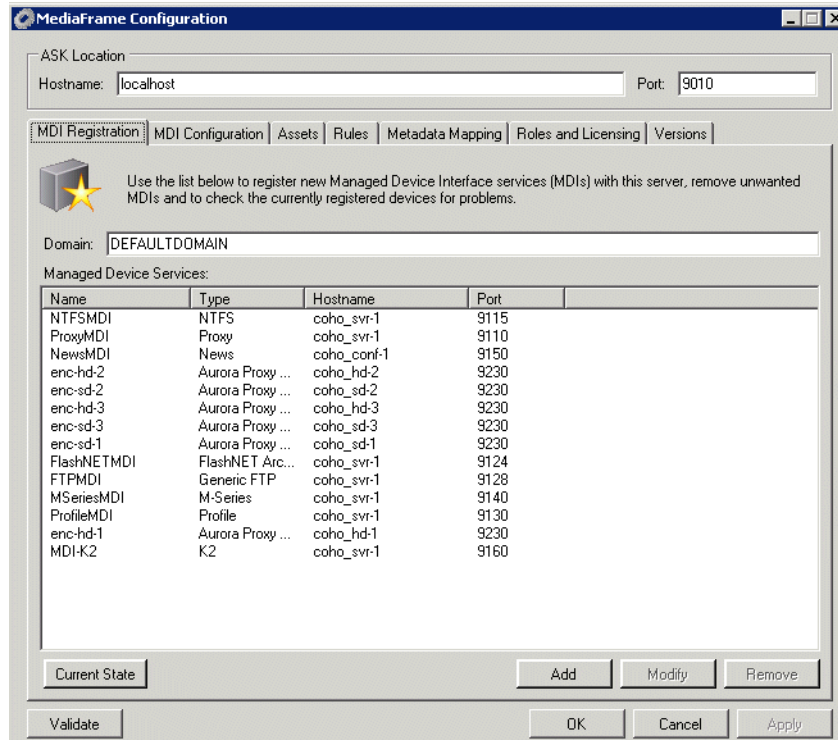 MediaFrame Configuration
ASK Location
Hostname: localhost Port: 9010
MDI Registration MDI Configuration Assets Rules Metadata Mapping Roles and Licensing Versions
Use the list below to register new Managed Device Interface services (MDIs) with this server, remove unwanted
MDIs and to check the currently registered devices for problems.
Domain: DEFAULTDOMAIN
Managed Device Services:
Name Type Hostname Port
NTFSMDI NTFS coho_svr-1 9115
ProxyMDI Proxy coho_svr-1 9110
NewsMDI News coho_conf-1 9150
enc-hd-2 Aurora Proxy ... coho_hd-2 9230
enc-sd-2 Aurora Proxy ... coho_sd-2 9230
enc-hd-3 Aurora Proxy ... coho_hd-3 9230
enc-sd-3 Aurora Proxy ... coho_sd-3 9230
enc-sd-1 Aurora Proxy ... coho_sd-1 9230
FlashNETMDI FlashNET Arc... coho_svr-1 9124
FTPMDI Generic FTP coho_svr-1 9128
MSeriesMDI M-Series coho_svr-1 9140
ProfileMDI Profile coho_svr-1 9130
enc-hd-1 Aurora Proxy ... coho_hd-1 9230
MDI-K2 K2 coho_svr-1 9160
Current State Add Modify Remove
Validate OK Cancel Apply